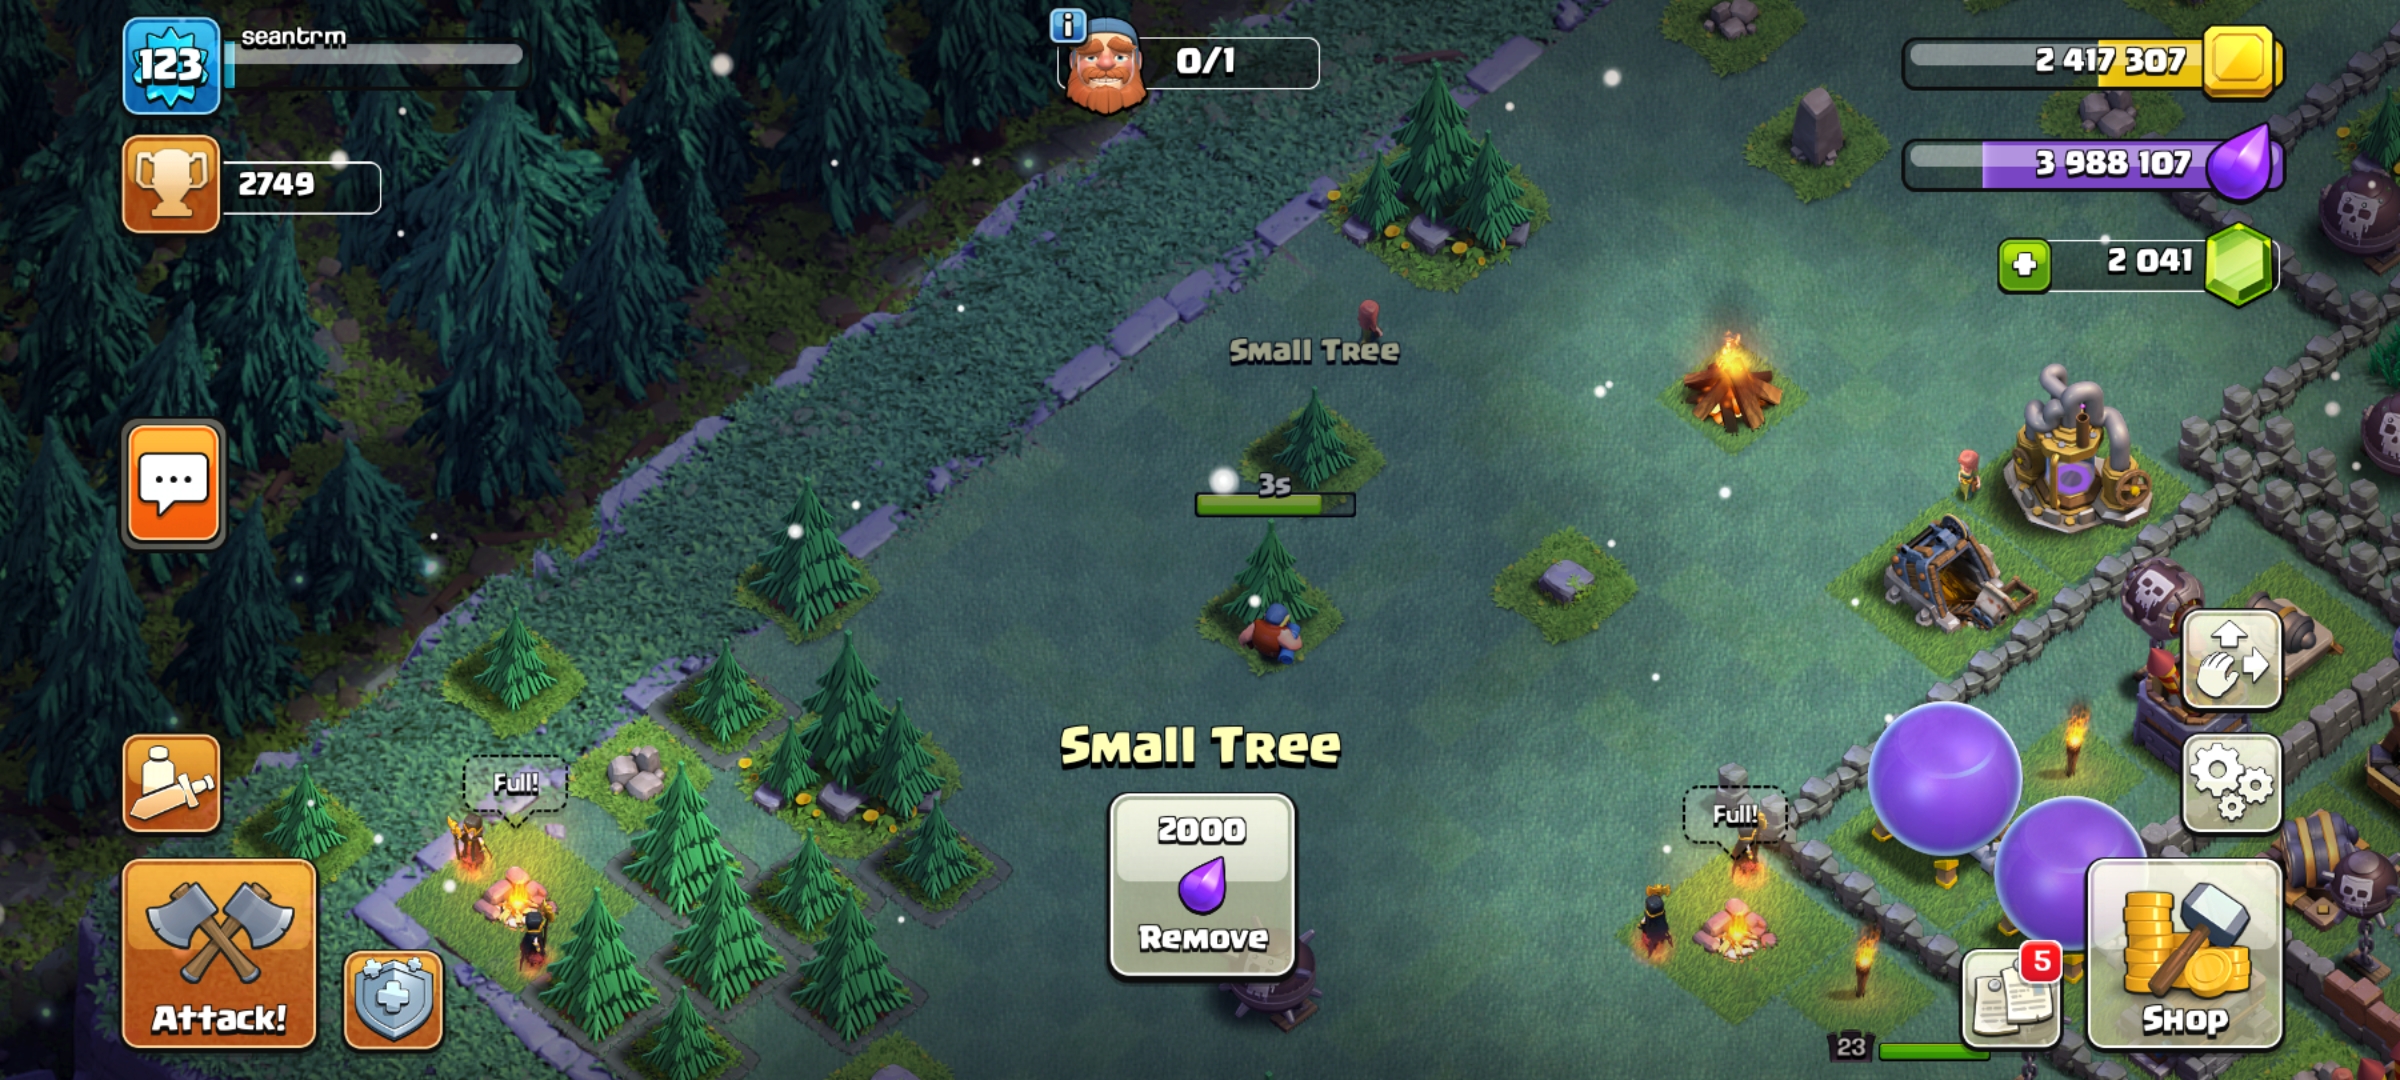 seantrm
123
i
0/1
2 417 307
2749
3 988 107
2 041
Small Tree
3s
Small Tree
Full!
Full!
2000
Remove
Attack!
5
Shop
23